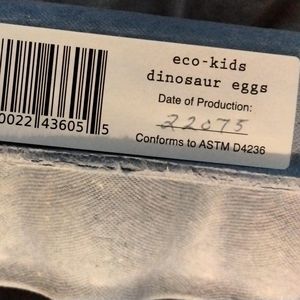 eco-kids
dinosaur eggs
Date of Production:
22075
Conforms to ASTM D4236
0022 43605 5